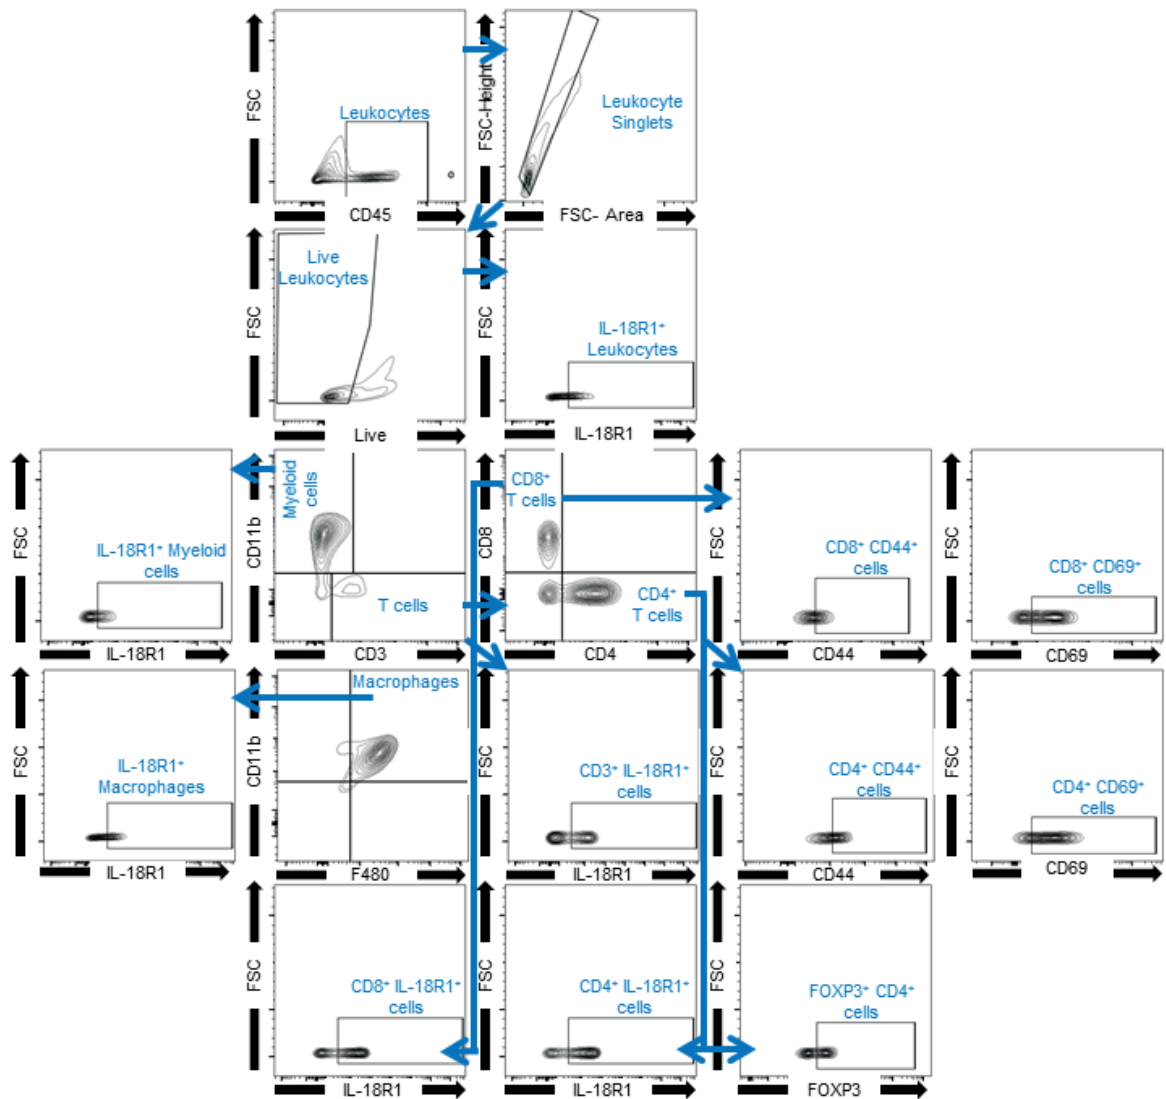 FSC
Leukocytes
CD45
FSC-Height
Leukocyte
Singlets
FSC- Area
FSC
Live
Leukocytes
Live
FSC
IL-18R1⁺
Leukocytes
IL-18R1
FSC
IL-18R1⁺ Myeloid
cells
IL-18R1
CD11b
Myeloid
cells
T cells
CD3
CD8
CD8⁺
T cells
CD4⁺
T cells
CD4
FSC
CD8⁺ CD44⁺
cells
CD44
FSC
CD8⁺ CD69⁺
cells
CD69
FSC
IL-18R1⁺
Macrophages
IL-18R1
CD11b
Macrophages
F480
FSC
CD3⁺ IL-18R1⁺
cells
IL-18R1
FSC
CD4⁺ CD44⁺
cells
CD44
FSC
CD4⁺ CD69⁺
cells
CD69
FSC
CD8⁺ IL-18R1⁺
cells
IL-18R1
FSC
CD4⁺ IL-18R1⁺
cells
IL-18R1
FSC
FOXP3⁺ CD4⁺
cells
FOXP3